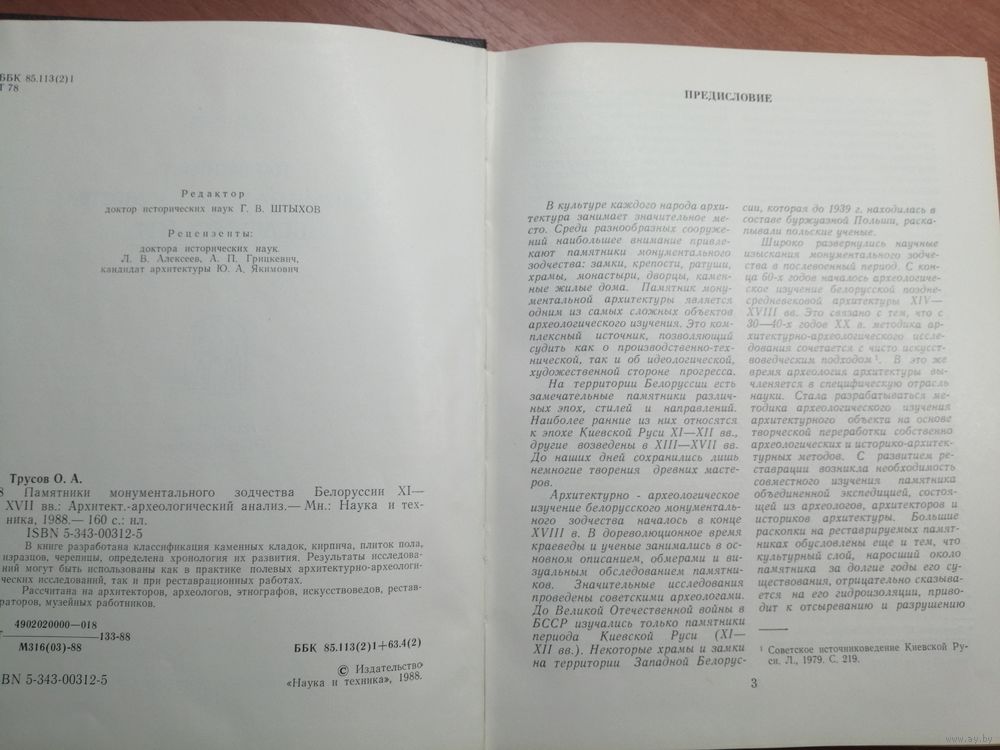 ББК 85.113(2)1
Т 78
Редактор
доктор исторических наук Г. В. ШТЫХОВ
Рецензенты:
доктора исторических наук
Л. В. Алексеев, А. П. Грицкевич,
кандидат архитектуры Ю. А. Якимович
Трусов О. А.
8 Памятники монументального зодчества Белоруссии XI—
XVII вв.: Архитект.-археологический анализ.— Мн.: Наука и тех-
ника, 1988.— 160 с.: ил.
ISBN 5-343-00312-5
В книге разработана классификация каменных кладок, кирпича, плиток пола,
изразцов, черепицы, определена хронология их развития. Результаты исследова-
ний могут быть использованы как в практике полевых архитектурно-археологи-
ческих исследований, так и при реставрационных работах.
Рассчитана на архитекторов, археологов, этнографов, искусствоведов, рестав-
раторов, музейных работников.
4902020000—018
Т 133-88
М316(03)-88
ББК 85.113(2)1+63.4(2)
© Издательство
«Наука и техника», 1988.
BN 5-343-00312-5
ПРЕДИСЛОВИЕ
В культуре каждого народа архи-
тектура занимает значительное ме-
сто. Среди разнообразных сооруже-
ний наибольшее внимание привле-
кают памятники монументального
зодчества: замки, крепости, ратуши,
храмы, монастыри, дворцы, камен-
ные жилые дома. Памятник мону-
ментальной архитектуры является
одним из самых сложных объектов
археологического изучения. Это ком-
плексный источник, позволяющий
судить как о производственно-тех-
нической, так и об идеологической,
художественной стороне прогресса.
На территории Белоруссии есть
замечательные памятники различ-
ных эпох, стилей и направлений.
Наиболее ранние из них относятся
к эпохе Киевской Руси XI—XII вв.,
другие возведены в XIII—XVII вв.
До наших дней сохранились лишь
немногие творения древних масте-
ров.
Архитектурно - археологическое
изучение белорусского монументаль-
ного зодчества началось в конце
XVIII в. В дореволюционное время
краеведы и ученые занимались в ос-
новном описанием, обмерами и ви-
зуальным обследованием памятни-
ков. Значительные исследования
проведены советскими археологами.
До Великой Отечественной войны в
БССР изучались только памятники
периода Киевской Руси (XI—
XII вв.). Некоторые храмы и замки
на территории Западной Белорус-
сии, которая до 1939 г. находилась в
составе буржуазной Польши, раска-
пывали польские ученые.
Широко развернулись научные
изыскания монументального зодче-
ства в послевоенный период. С кон-
ца 60-х годов началось археологиче-
ское изучение белорусской поздне-
средневековой архитектуры XIV—
XVIII вв. Это связано с тем, что с
30—40-х годов XX в. методика ар-
хитектурно-археологического иссле-
дования сочетается с чисто искусст-
воведческим подходом ¹. В это же
время археология архитектуры вы-
членяется в специфическую отрасль
науки. Стала разрабатываться ме-
тодика археологического изучения
архитектурного объекта на основе
творческой переработки собственно
археологических и историко-архитек-
турных методов. С развитием ре-
ставрации возникла необходимость
совместного изучения памятника
объединенной экспедицией, состоя-
щей из археологов, архитекторов и
историков архитектуры. Большие
раскопки на реставрируемых памят-
никах обусловлены еще и тем, что
культурный слой, наросший около
памятника за долгие годы его су-
ществования, отрицательно сказыва-
ется на его гидроизоляции, приво-
дит к отсыреванию и разрушению
¹ Советское источниковедение Киевской Ру-
си. Л., 1979. С. 219.
3
www.ay.by